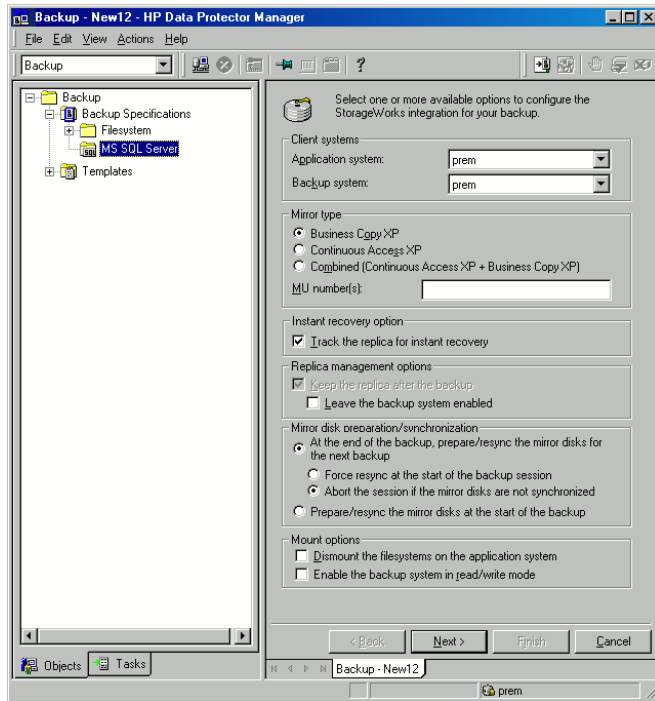 Backup - New12 - HP Data Protector Manager
File Edit View Actions Help
Backup
?
Backup
Backup Specifications
Filesystem
SQL MS SQL Server
Templates
Objects
Tasks
Select one or more available options to configure the
StorageWorks integration for your backup.
Client systems
Application system: prem
Backup system: prem
Mirror type
Business Copy XP
Continuous Access XP
Combined (Continuous Access XP + Business Copy XP)
MU number(s):
Instant recovery option
Track the replica for instant recovery
Replica management options
Keep the replica after the backup
Leave the backup system enabled
Mirror disk preparation/synchronization
At the end of the backup, prepare/resync the mirror disks for
the next backup
Force resync at the start of the backup session
Abort the session if the mirror disks are not synchronized
Prepare/resync the mirror disks at the start of the backup
Mount options
Dismount the filesystems on the application system
Enable the backup system in read/write mode
< Back Next > Finish Cancel
Backup - New12
prem